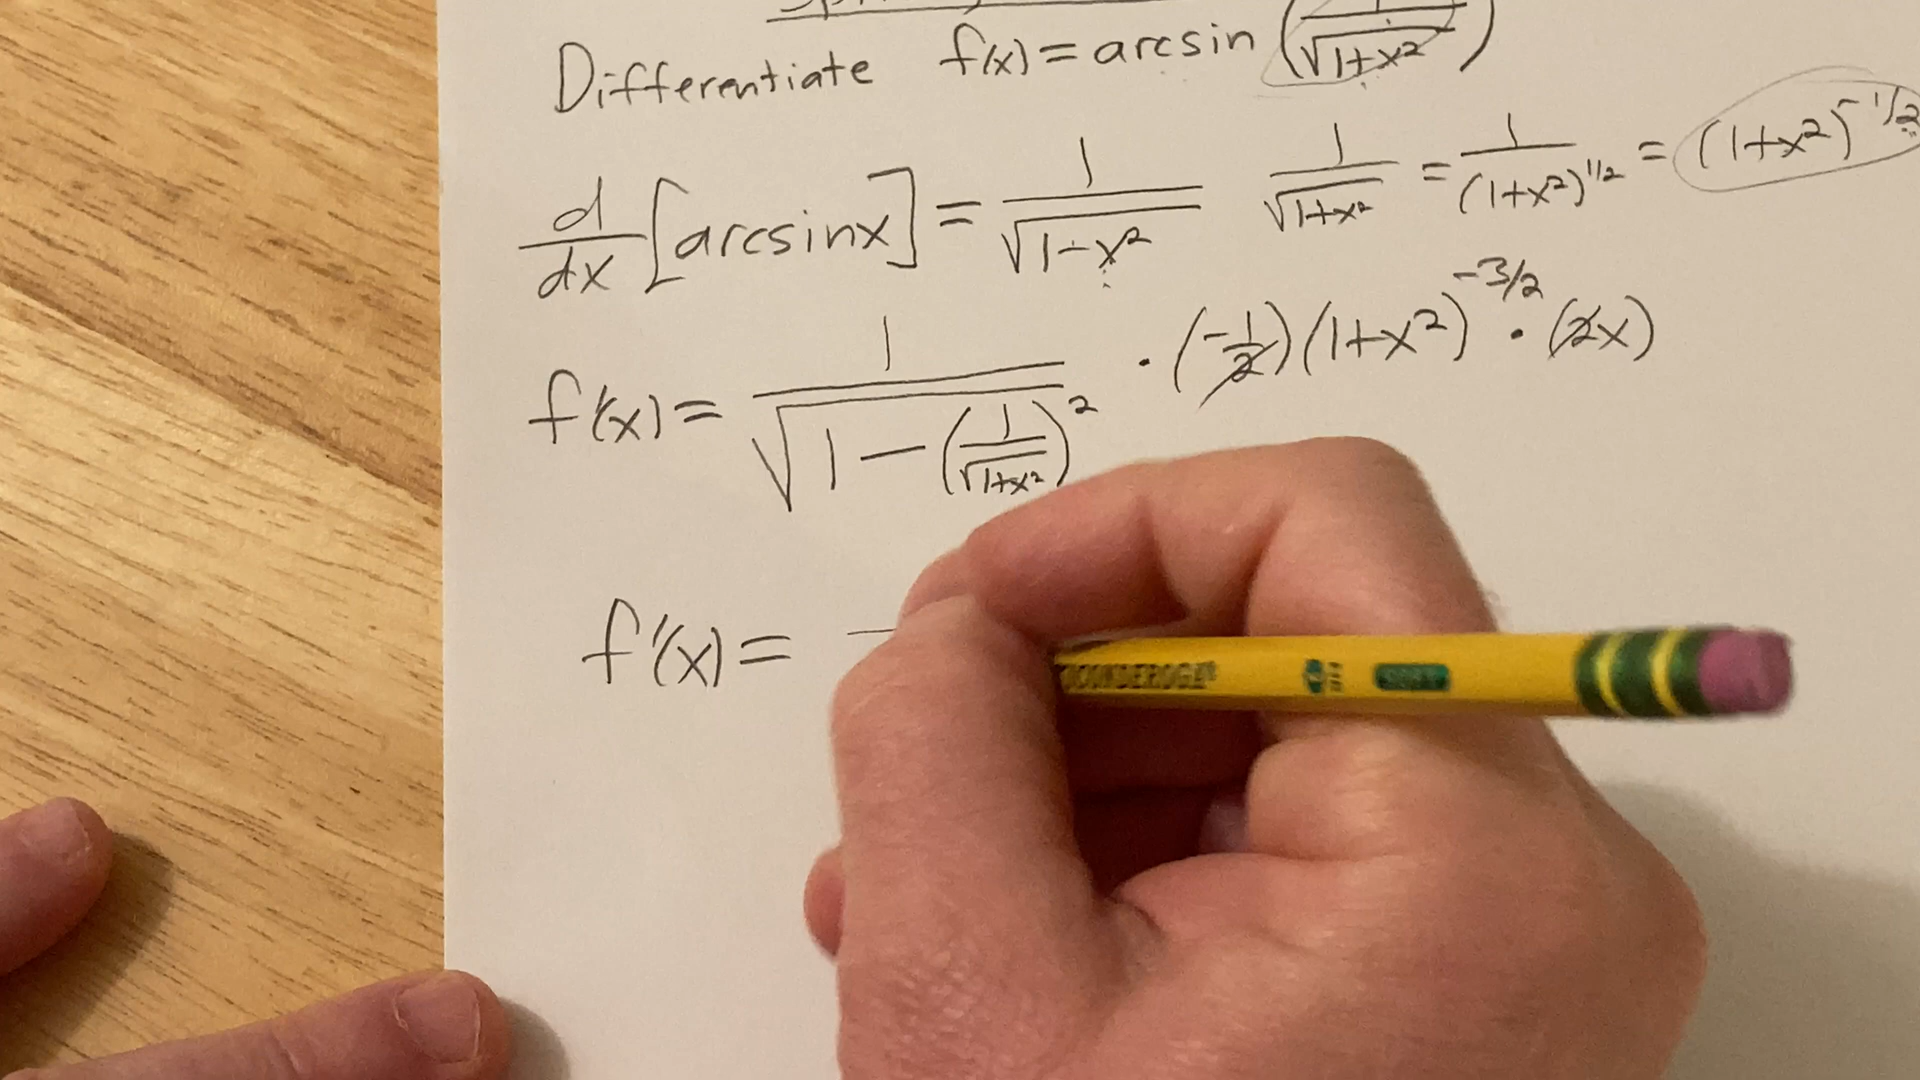 Differentiate f(x) = arcsin (1/√(1+x²))
d/dx [arcsinx] = 1/√(1-x²)
1/√(1+x²) = 1/(1+x²)^1/2 = (1+x²)^-1/2
f'(x) = 1/√(1-(1/√(1+x²))²) · (-1/2)(1+x²)^-3/2 · (2x)
f'(x) =